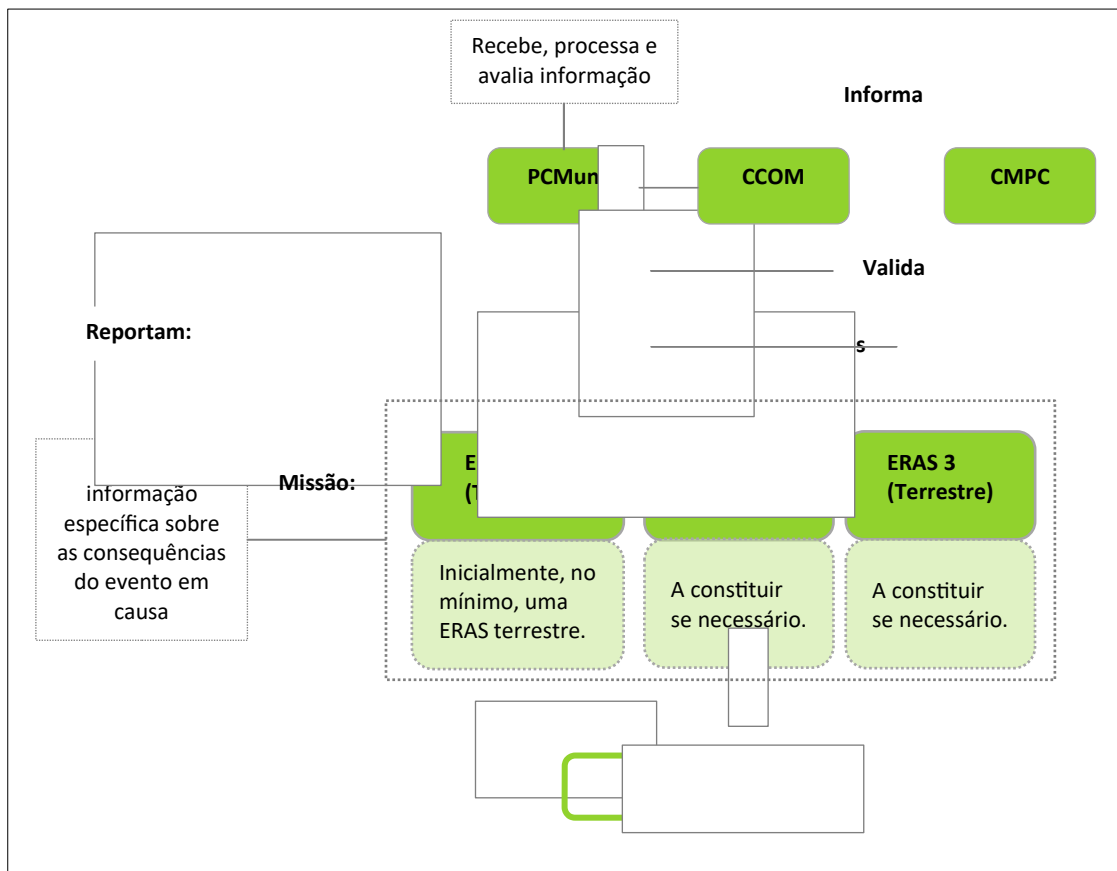 Recebe, processa e
avalia informação
Informa
PCMun
CCOM
CMPC
Valida
Reportam:
s
Missão:
informação
específica sobre
as consequências
do evento em
causa
E
(T
ERAS 3
(Terrestre)
Inicialmente, no
mínimo, uma
ERAS terrestre.
A constituir
se necessário.
A constituir
se necessário.